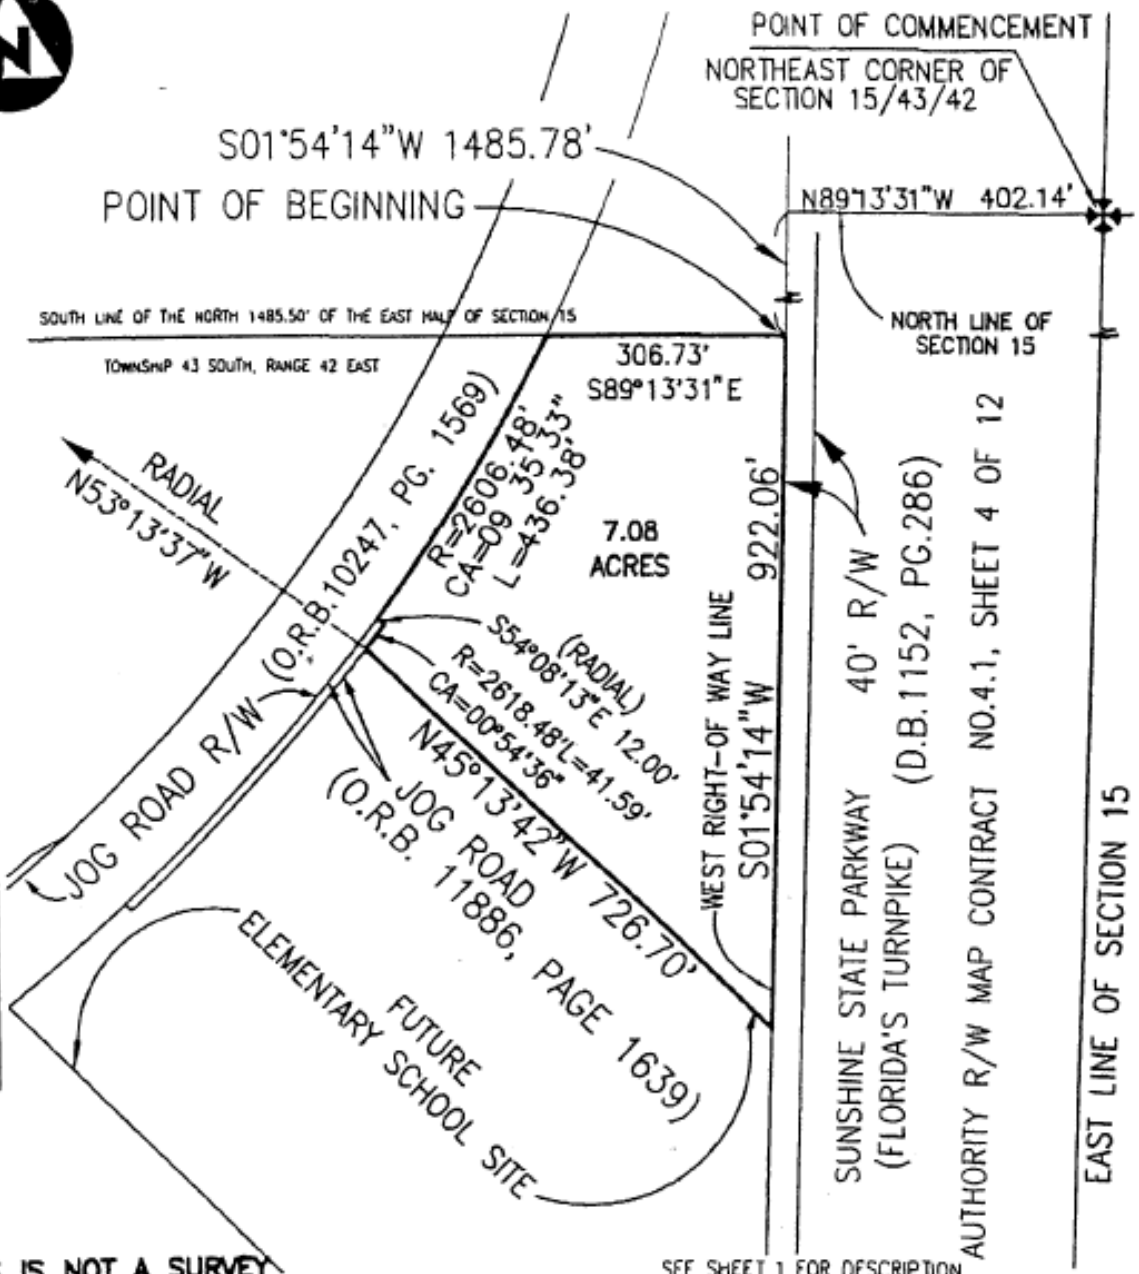 N
POINT OF COMMENCEMENT
NORTHEAST CORNER OF
SECTION 15/43/42
S01°54'14"W 1485.78'
POINT OF BEGINNING
N89°13'31"W 402.14'
SOUTH LINE OF THE NORTH 1485.50' OF THE EAST HALF OF SECTION 15
TOWNSHIP 43 SOUTH, RANGE 42 EAST
NORTH LINE OF
SECTION 15
306.73'
S89°13'31"E
RADIAL
N53°13'37"W
R=2606.48'
CA=09 35'33"
L=436.38'
7.08
ACRES
922.06'
S01°54'14"W
WEST RIGHT-OF WAY LINE
40' R/W
(D.B.1152, PG.286)
JOG ROAD R/W
(O.R.B.10247, PG. 1569)
(RADIAL)
S54°08'13"E 12.00'
R=2618.48' L=41.59'
CA=00°54'36"
N45°13'42"W 726.70'
JOG ROAD
(O.R.B. 11886, PAGE 1639)
FUTURE
ELEMENTARY SCHOOL SITE
SUNSHINE STATE PARKWAY
(FLORIDA'S TURNPIKE)
AUTHORITY R/W MAP CONTRACT NO.4.1, SHEET 4 OF 12
EAST LINE OF SECTION 15
IS NOT A SURVEY
SEE SHEET 1 FOR DESCRIPTION